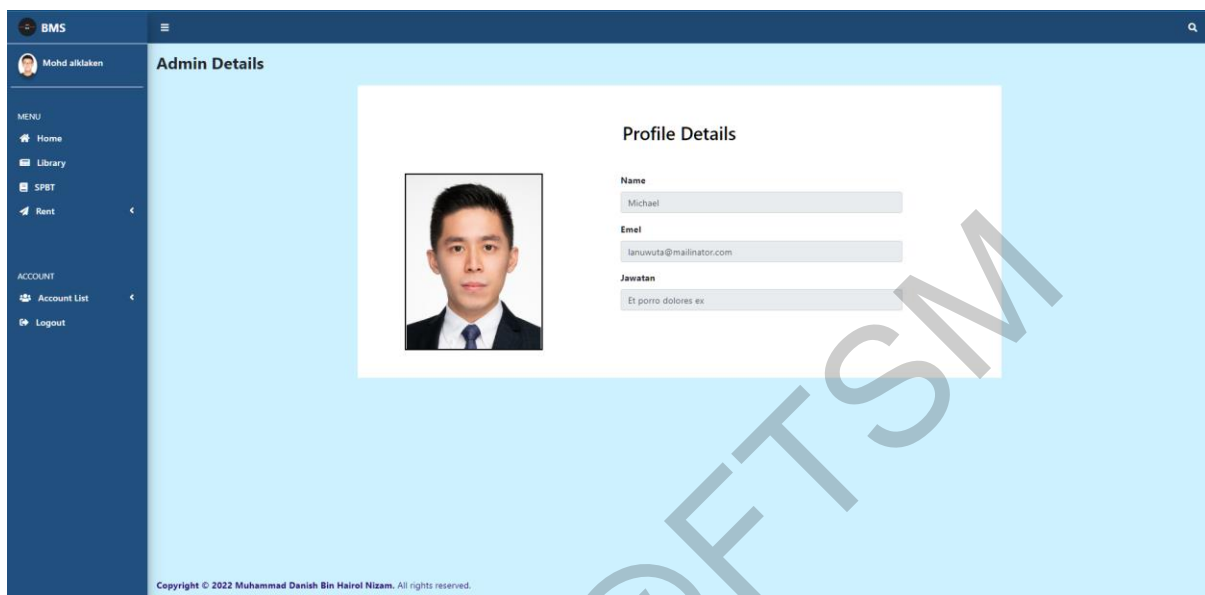 BMS
Mohd alklaken
MENU
Home
Library
SPBT
Rent
ACCOUNT
Account List
Logout
Admin Details
Profile Details
Name
Michael
Emel
lanuwuta@mailinator.com
Jawatan
Et porro dolores ex
Copyright © 2022 Muhammad Danish Bin Hairol Nizam. All rights reserved.
@FTSM